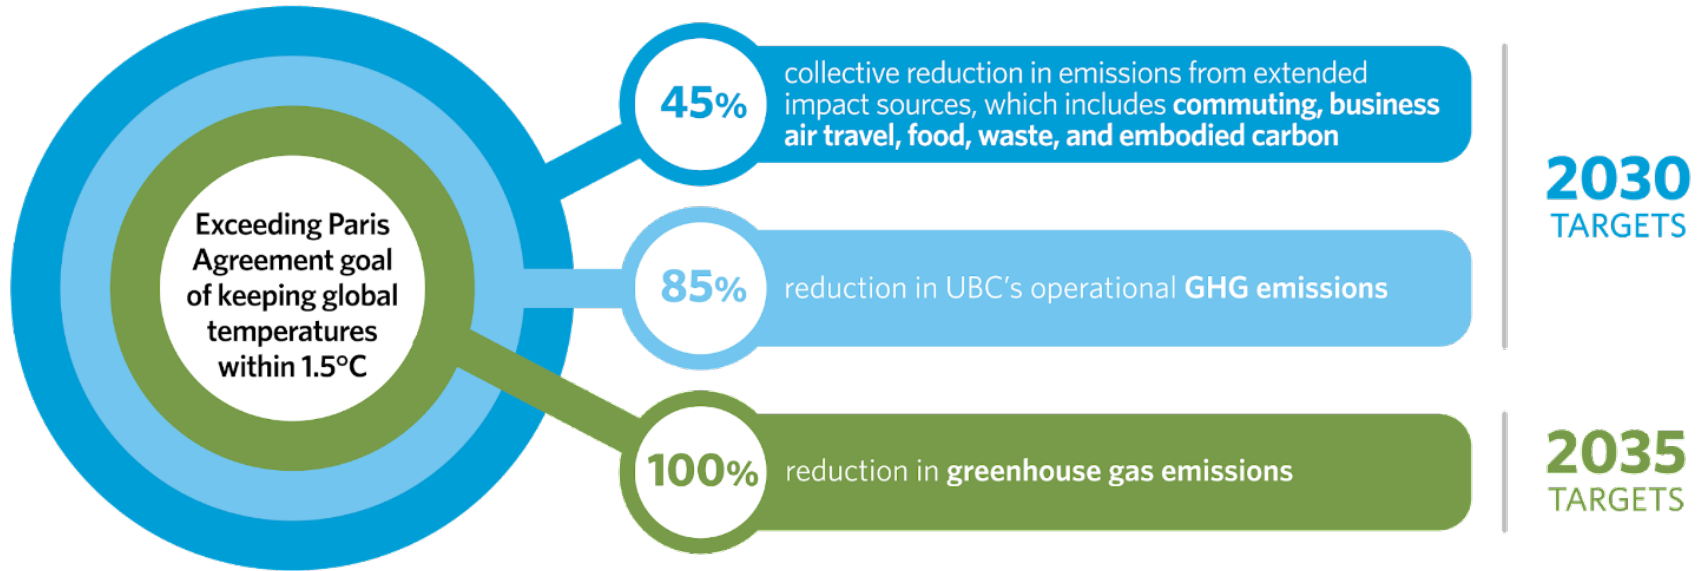 Exceeding Paris
Agreement goal
of keeping global
temperatures
within 1.5°C
45%
collective reduction in emissions from extended
impact sources, which includes commuting, business
air travel, food, waste, and embodied carbon
85%
reduction in UBC's operational GHG emissions
2030
TARGETS
100%
reduction in greenhouse gas emissions
2035
TARGETS